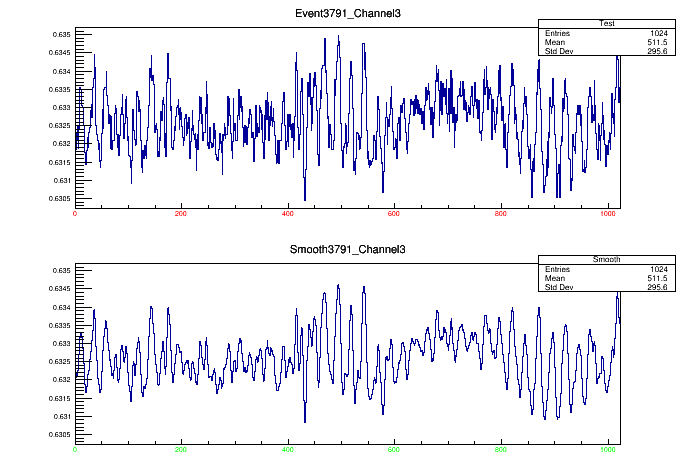 Event3791_Channel3
Test
Entries 1024
Mean 511.5
Std Dev 295.6
0.635
0.6345
0.634
0.6335
0.633
0.6325
0.632
0.6315
0.631
0.6305
0 200 400 600 800 1000
Smooth3791_Channel3
Smooth
Entries 1024
Mean 511.5
Std Dev 295.6
0.635
0.6345
0.634
0.6335
0.633
0.6325
0.632
0.6315
0.631
0.6305
0 200 400 600 800 1000